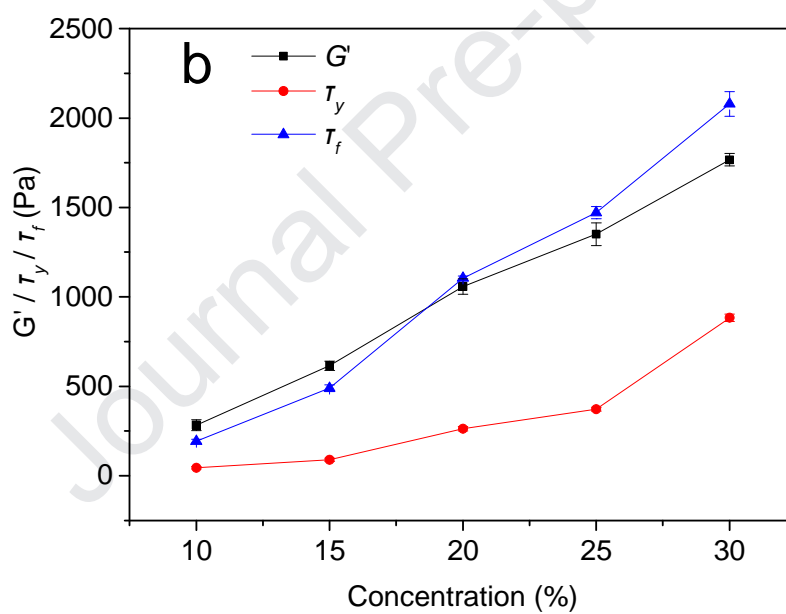 b
G'
τy
τf
2500
2000
1500
1000
500
0
G' / τy / τf (Pa)
10 15 20 25 30
Concentration (%)
Journal Pre-p